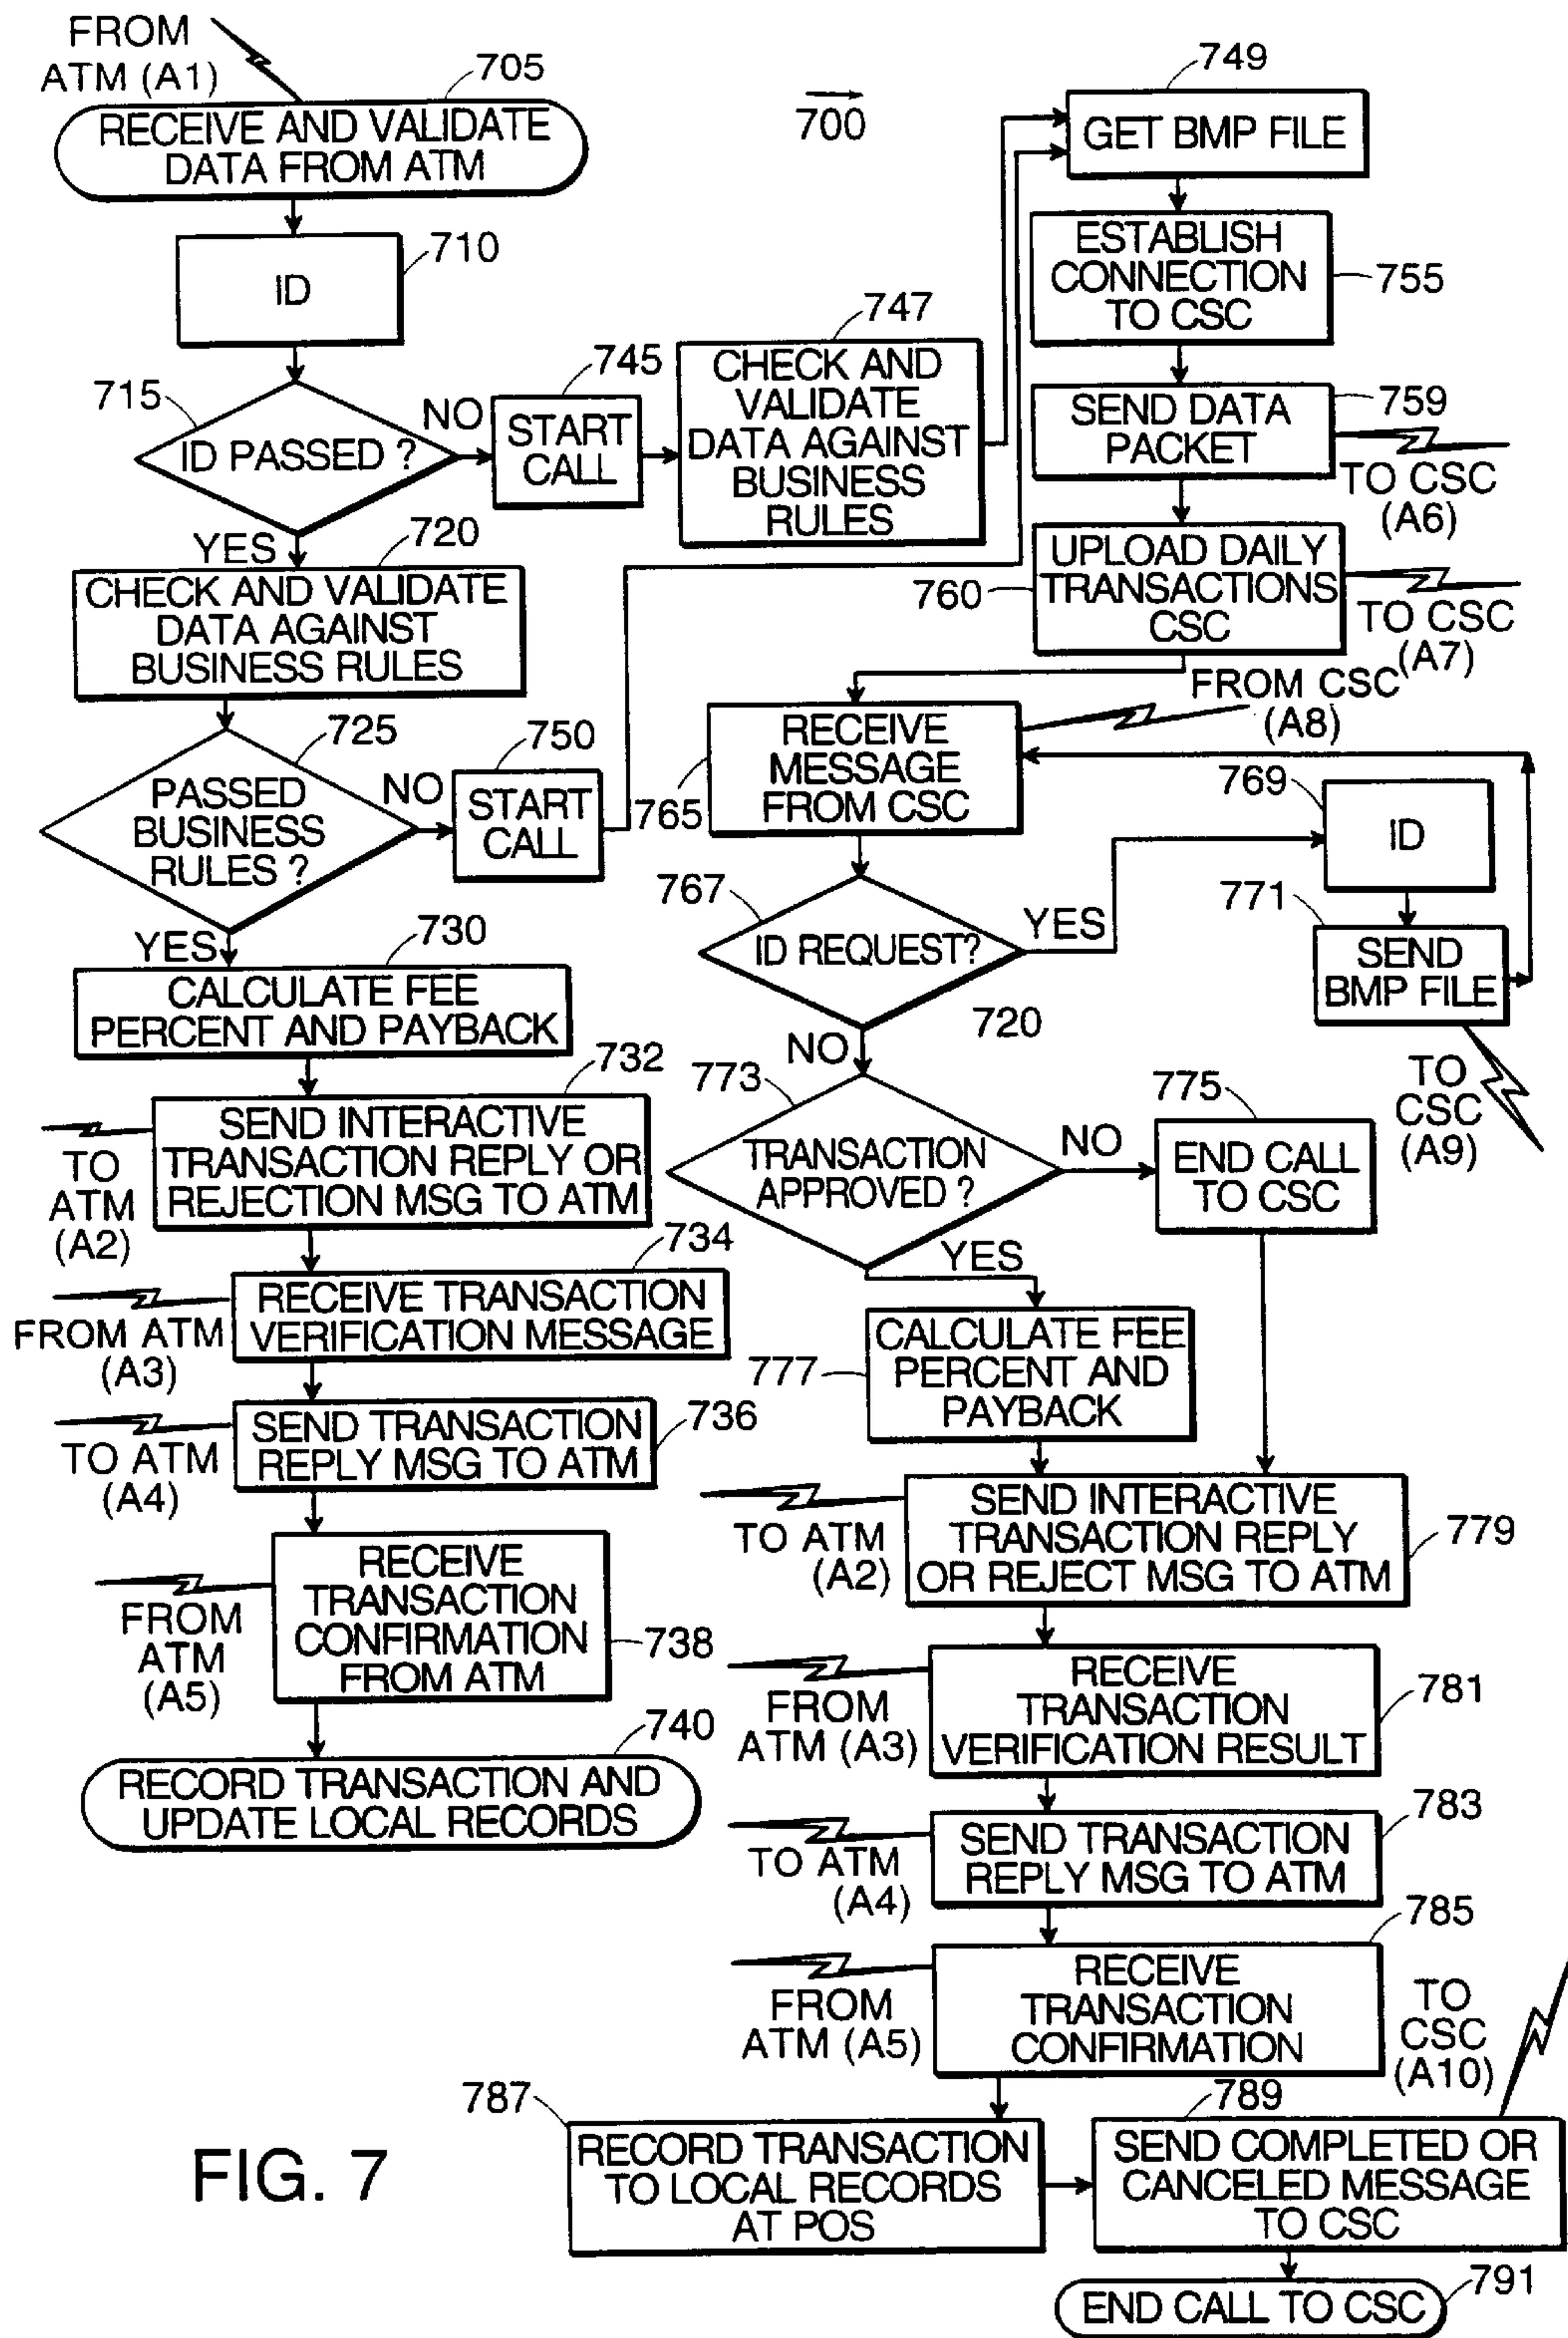 FROM
ATM (A1)
705
RECEIVE AND VALIDATE
DATA FROM ATM
710
ID
715
ID PASSED ?
NO
745
START
CALL
747
CHECK AND
VALIDATE
DATA AGAINST
BUSINESS
RULES
YES
720
CHECK AND VALIDATE
DATA AGAINST
BUSINESS RULES
725
PASSED
BUSINESS
RULES ?
NO
750
START
CALL
YES
730
CALCULATE FEE
PERCENT AND PAYBACK
732
SEND INTERACTIVE
TRANSACTION REPLY OR
REJECTION MSG TO ATM
TO
ATM
(A2)
734
RECEIVE TRANSACTION
VERIFICATION MESSAGE
FROM ATM
(A3)
736
SEND TRANSACTION
REPLY MSG TO ATM
TO ATM
(A4)
RECEIVE
TRANSACTION
CONFIRMATION
FROM ATM
738
FROM
ATM
(A5)
740
RECORD TRANSACTION AND
UPDATE LOCAL RECORDS
700
749
GET BMP FILE
ESTABLISH
CONNECTION
TO CSC
755
SEND DATA
PACKET
759
TO CSC
(A6)
UPLOAD DAILY
TRANSACTIONS
CSC
760
TO CSC
(A7)
FROM CSC
(A8)
RECEIVE
MESSAGE
FROM CSC
765
767
ID REQUEST?
YES
769
ID
771
SEND
BMP FILE
TO
CSC
(A9)
720
NO
773
TRANSACTION
APPROVED ?
NO
775
END CALL
TO CSC
YES
CALCULATE FEE
PERCENT AND
PAYBACK
777
SEND INTERACTIVE
TRANSACTION REPLY
OR REJECT MSG TO ATM
779
TO ATM
(A2)
RECEIVE
TRANSACTION
VERIFICATION RESULT
781
FROM
ATM (A3)
783
SEND TRANSACTION
REPLY MSG TO ATM
TO ATM
(A4)
785
RECEIVE
TRANSACTION
CONFIRMATION
FROM
ATM (A5)
TO
CSC
(A10)
787
RECORD TRANSACTION
TO LOCAL RECORDS
AT POS
789
SEND COMPLETED OR
CANCELED MESSAGE
TO CSC
791
END CALL TO CSC
FIG. 7